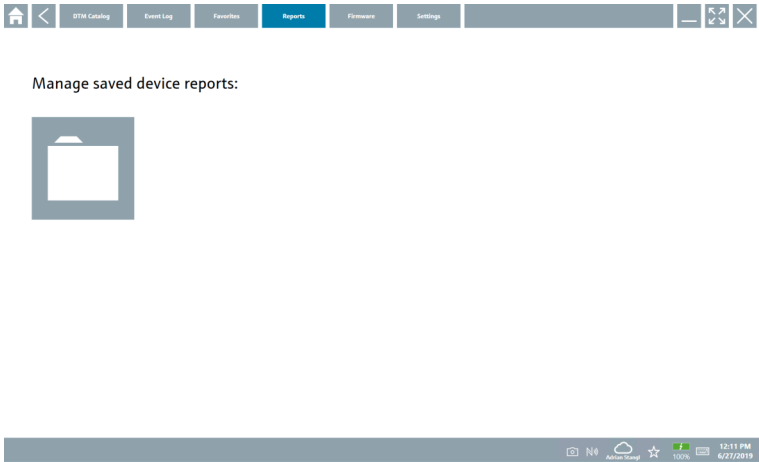 DTM Catalog
Event Log
Favorites
Reports
Firmware
Settings
Manage saved device reports:
Adrian Stangl
100%
12:11 PM
6/27/2019